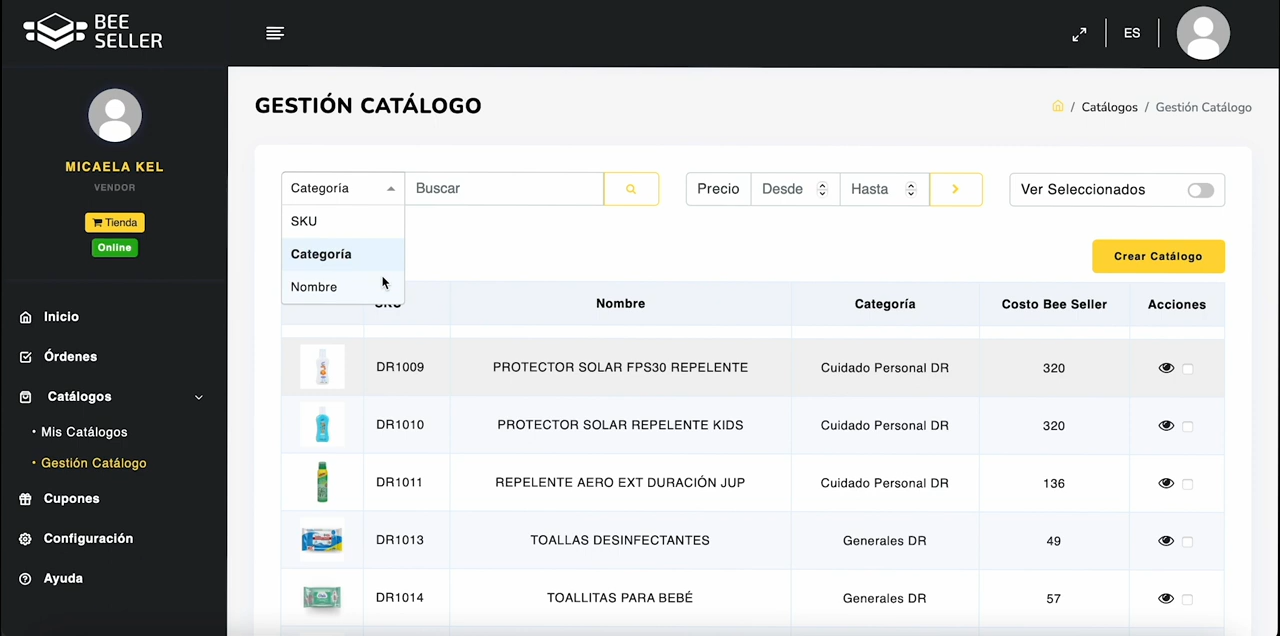 BEE
SELLER
ES
MICAELA KEL
VENDOR
Tienda
Online
Inicio
Órdenes
Catálogos
Mis Catálogos
Gestión Catálogo
Cupones
Configuración
Ayuda
GESTIÓN CATÁLOGO
/ Catálogos / Gestión Catálogo
Categoría Buscar Precio Desde Hasta Ver Seleccionados
SKU
Categoría
Nombre
Crear Catálogo
SKU Nombre Categoría Costo Bee Seller Acciones
DR1009 PROTECTOR SOLAR FPS30 REPELENTE Cuidado Personal DR 320
DR1010 PROTECTOR SOLAR REPELENTE KIDS Cuidado Personal DR 320
DR1011 REPELENTE AERO EXT DURACIÓN JUP Cuidado Personal DR 136
DR1013 TOALLAS DESINFECTANTES Generales DR 49
DR1014 TOALLITAS PARA BEBÉ Generales DR 57